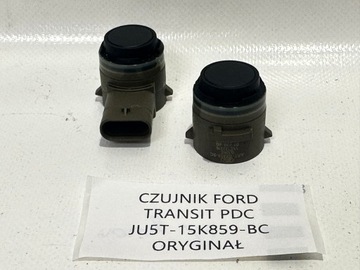 CZUJNIK FORD
TRANSIT PDC
JU5T-15K859-BC
ORYGINAŁ